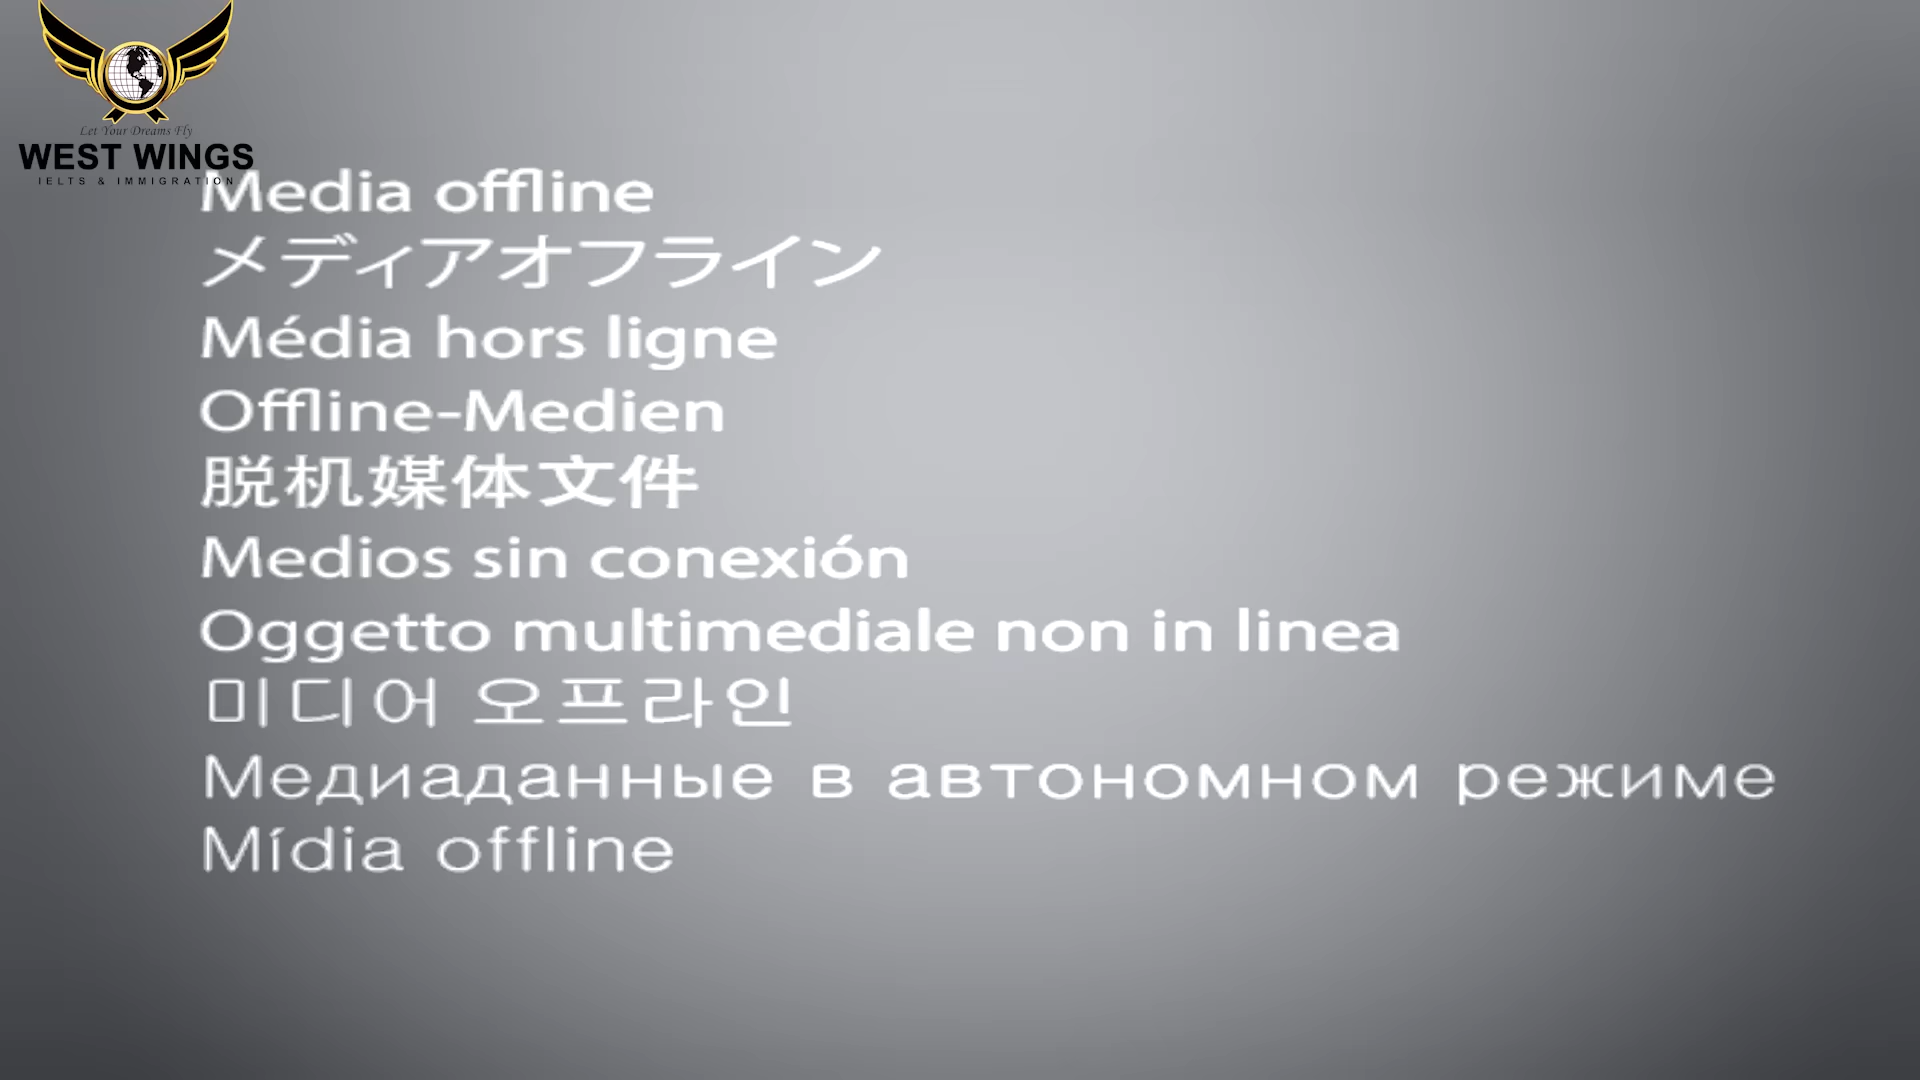 Let Your Dreams Fly
WEST WINGS
IELTS & IMMIGRATION
Media offline
メディアオフライン
Média hors ligne
Offline-Medien
脱机媒体文件
Medios sin conexión
Oggetto multimediale non in linea
미디어 오프라인
Медиаданные в автономном режиме
Mídia offline